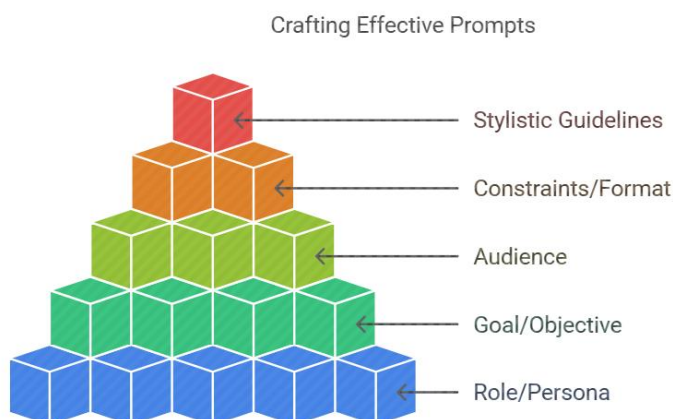 Crafting Effective Prompts
Stylistic Guidelines
Constraints/Format
Audience
Goal/Objective
Role/Persona